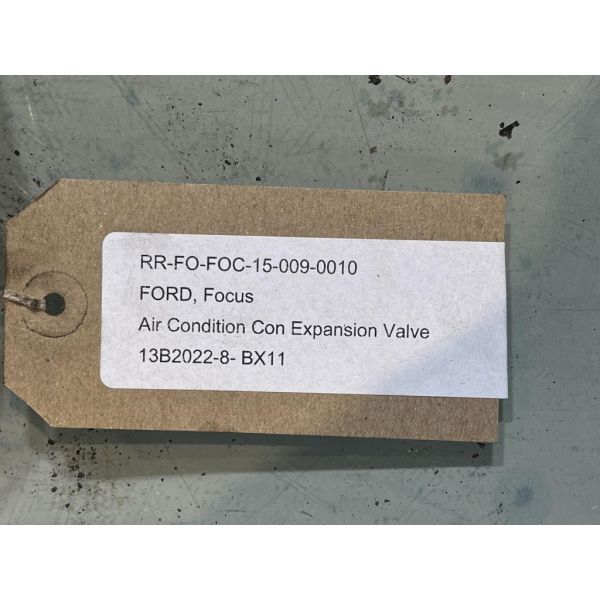 RR-FO-FOC-15-009-0010
FORD, Focus
Air Condition Con Expansion Valve
13B2022-8- BX11